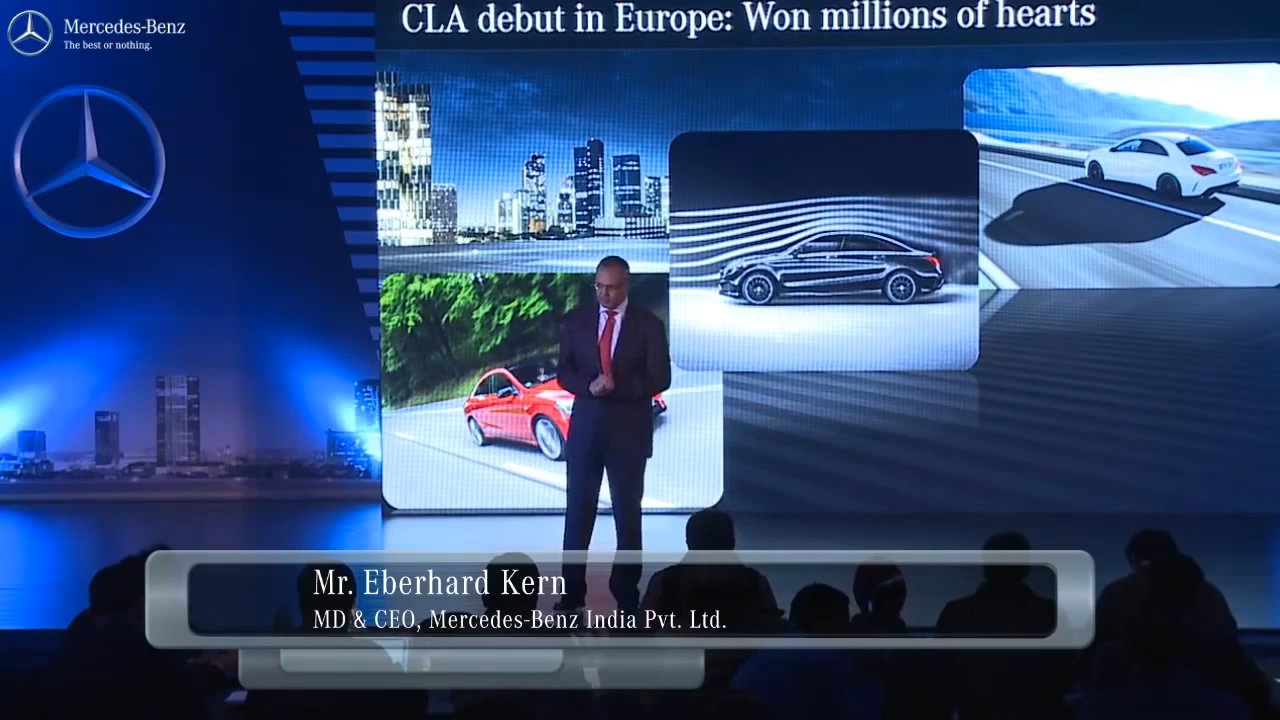 Mercedes-Benz
The best or nothing.
CLA debut in Europe: Won millions of hearts
Mr. Eberhard Kern
MD & CEO, Mercedes-Benz India Pvt. Ltd.